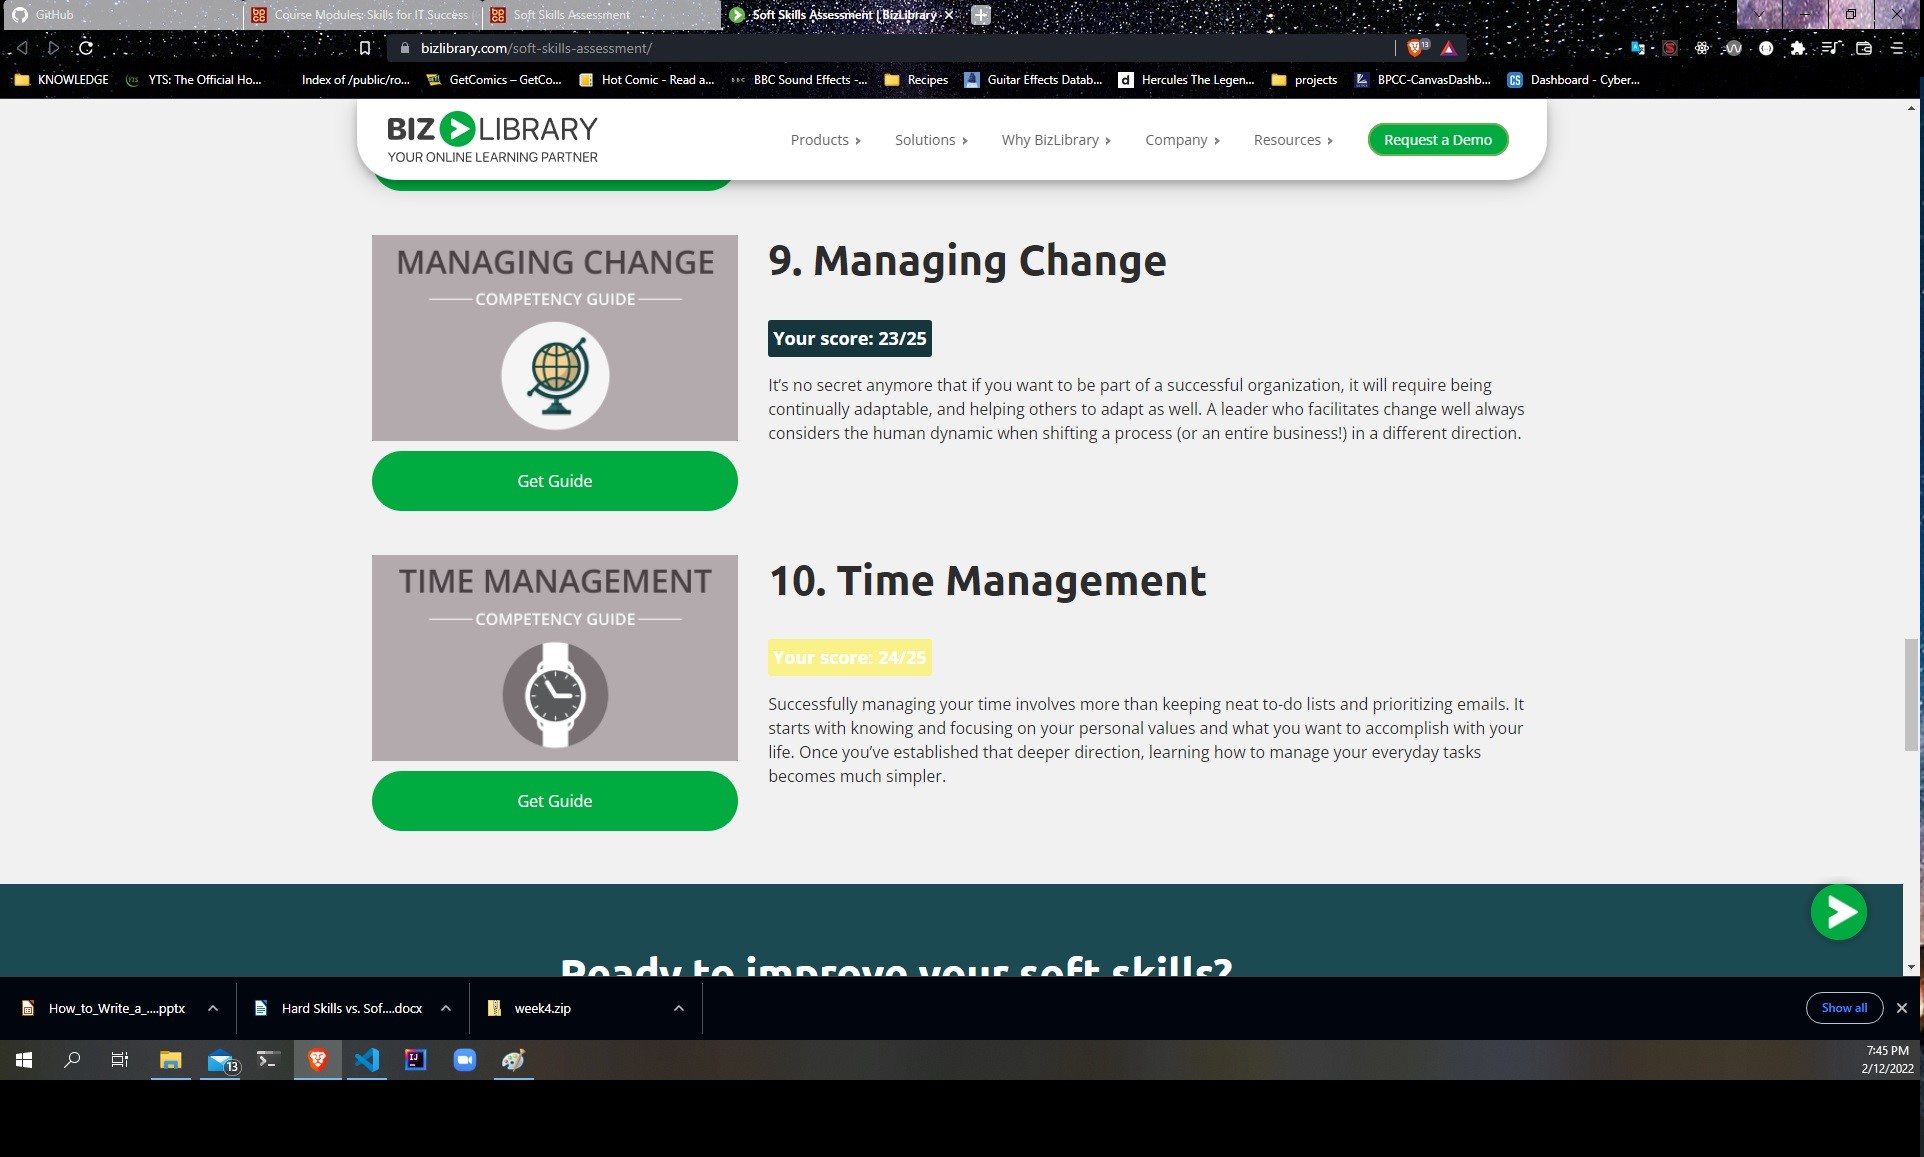 GitHub
Course Modules: Skills for IT Success
Soft Skills Assessment
Soft Skills Assessment | BizLibrary -
bizlibrary.com/soft-skills-assessment/
13
KNOWLEDGE
YTS: The Official Ho...
Index of /public/ro...
GetComics – GetCo...
Hot Comic - Read a...
BBC Sound Effects -...
Recipes
Guitar Effects Datab...
Hercules The Legen...
projects
BPCC-CanvasDashb...
Dashboard - Cyber...
BIZ LIBRARY
YOUR ONLINE LEARNING PARTNER
Products
Solutions
Why BizLibrary
Company
Resources
Request a Demo
MANAGING CHANGE
COMPETENCY GUIDE
Get Guide
9. Managing Change
Your score: 23/25
It’s no secret anymore that if you want to be part of a successful organization, it will require being
continually adaptable, and helping others to adapt as well. A leader who facilitates change well always
considers the human dynamic when shifting a process (or an entire business!) in a different direction.
TIME MANAGEMENT
COMPETENCY GUIDE
Get Guide
10. Time Management
Your score: 24/25
Successfully managing your time involves more than keeping neat to-do lists and prioritizing emails. It
starts with knowing and focusing on your personal values and what you want to accomplish with your
life. Once you’ve established that deeper direction, learning how to manage your everyday tasks
becomes much simpler.
Ready to improve your soft skills?
How_to_Write_a_....pptx
Hard Skills vs. Sof....docx
week4.zip
Show all
13
7:45 PM
2/12/2022